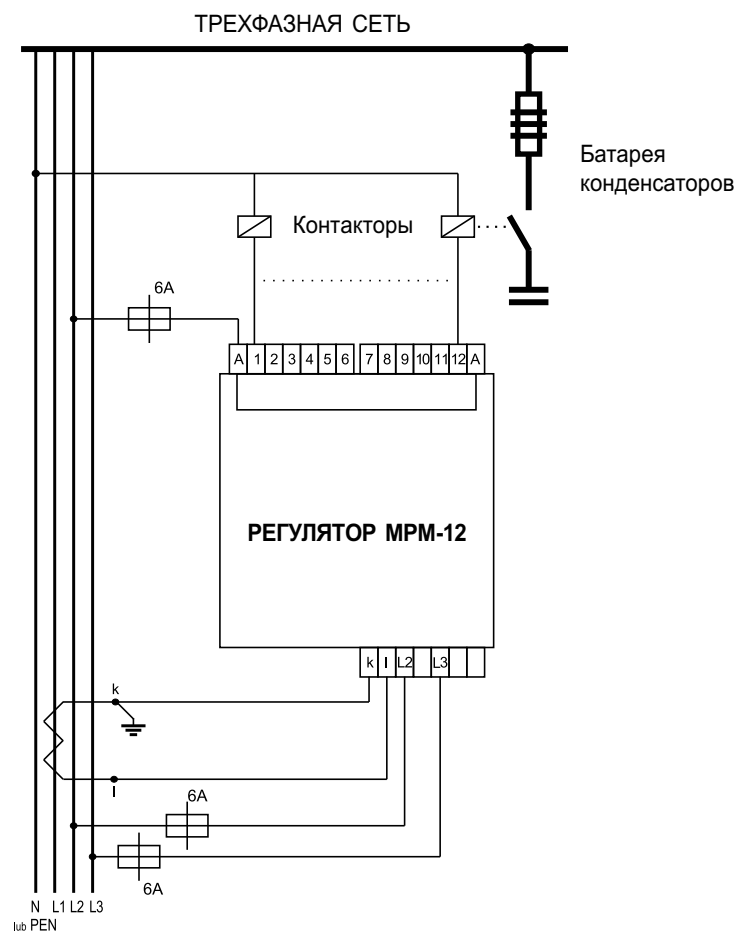 ТРЕХФАЗНАЯ СЕТЬ
Батарея
конденсаторов
Контакторы
6A
A 1 2 3 4 5 6 7 8 9 10 11 12 A
РЕГУЛЯТОР МРМ-12
k l L2 L3
k
l
6A
6A
N L1 L2 L3
lub PEN